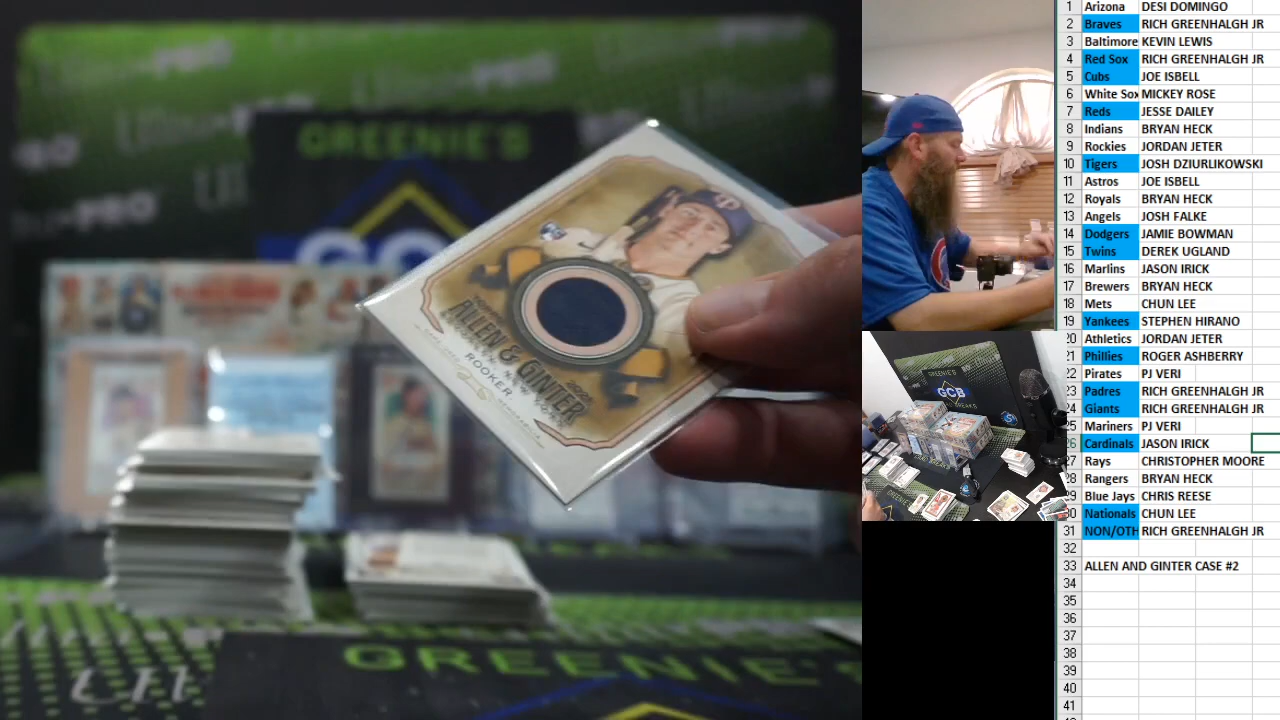 GREENIE'S
GCB
PRO
ALLEN & GINTER
ROOKER
GREENIE'S
GREENIE'S
GCB
1 Arizona DESI DOMINGO
2 Braves RICH GREENHALGH JR
3 Baltimore KEVIN LEWIS
4 Red Sox RICH GREENHALGH JR
5 Cubs JOE ISBELL
6 White Sox MICKEY ROSE
7 Reds JESSE DAILEY
8 Indians BRYAN HECK
9 Rockies JORDAN JETER
10 Tigers JOSH DZIURLIKOWSKI
11 Astros JOE ISBELL
12 Royals BRYAN HECK
13 Angels JOSH FALKE
14 Dodgers JAMIE BOWMAN
15 Twins DEREK UGLAND
16 Marlins JASON IRICK
17 Brewers BRYAN HECK
18 Mets CHUN LEE
19 Yankees STEPHEN HIRANO
20 Athletics JORDAN JETER
21 Phillies ROGER ASHBERRY
22 Pirates PJ VERI
23 Padres RICH GREENHALGH JR
24 Giants RICH GREENHALGH JR
25 Mariners PJ VERI
26 Cardinals JASON IRICK
27 Rays CHRISTOPHER MOORE
28 Rangers BRYAN HECK
29 Blue Jays CHRIS REESE
30 Nationals CHUN LEE
31 NON/OTH RICH GREENHALGH JR
32
33 ALLEN AND GINTER CASE #2
34
35
36
37
38
39
40
41